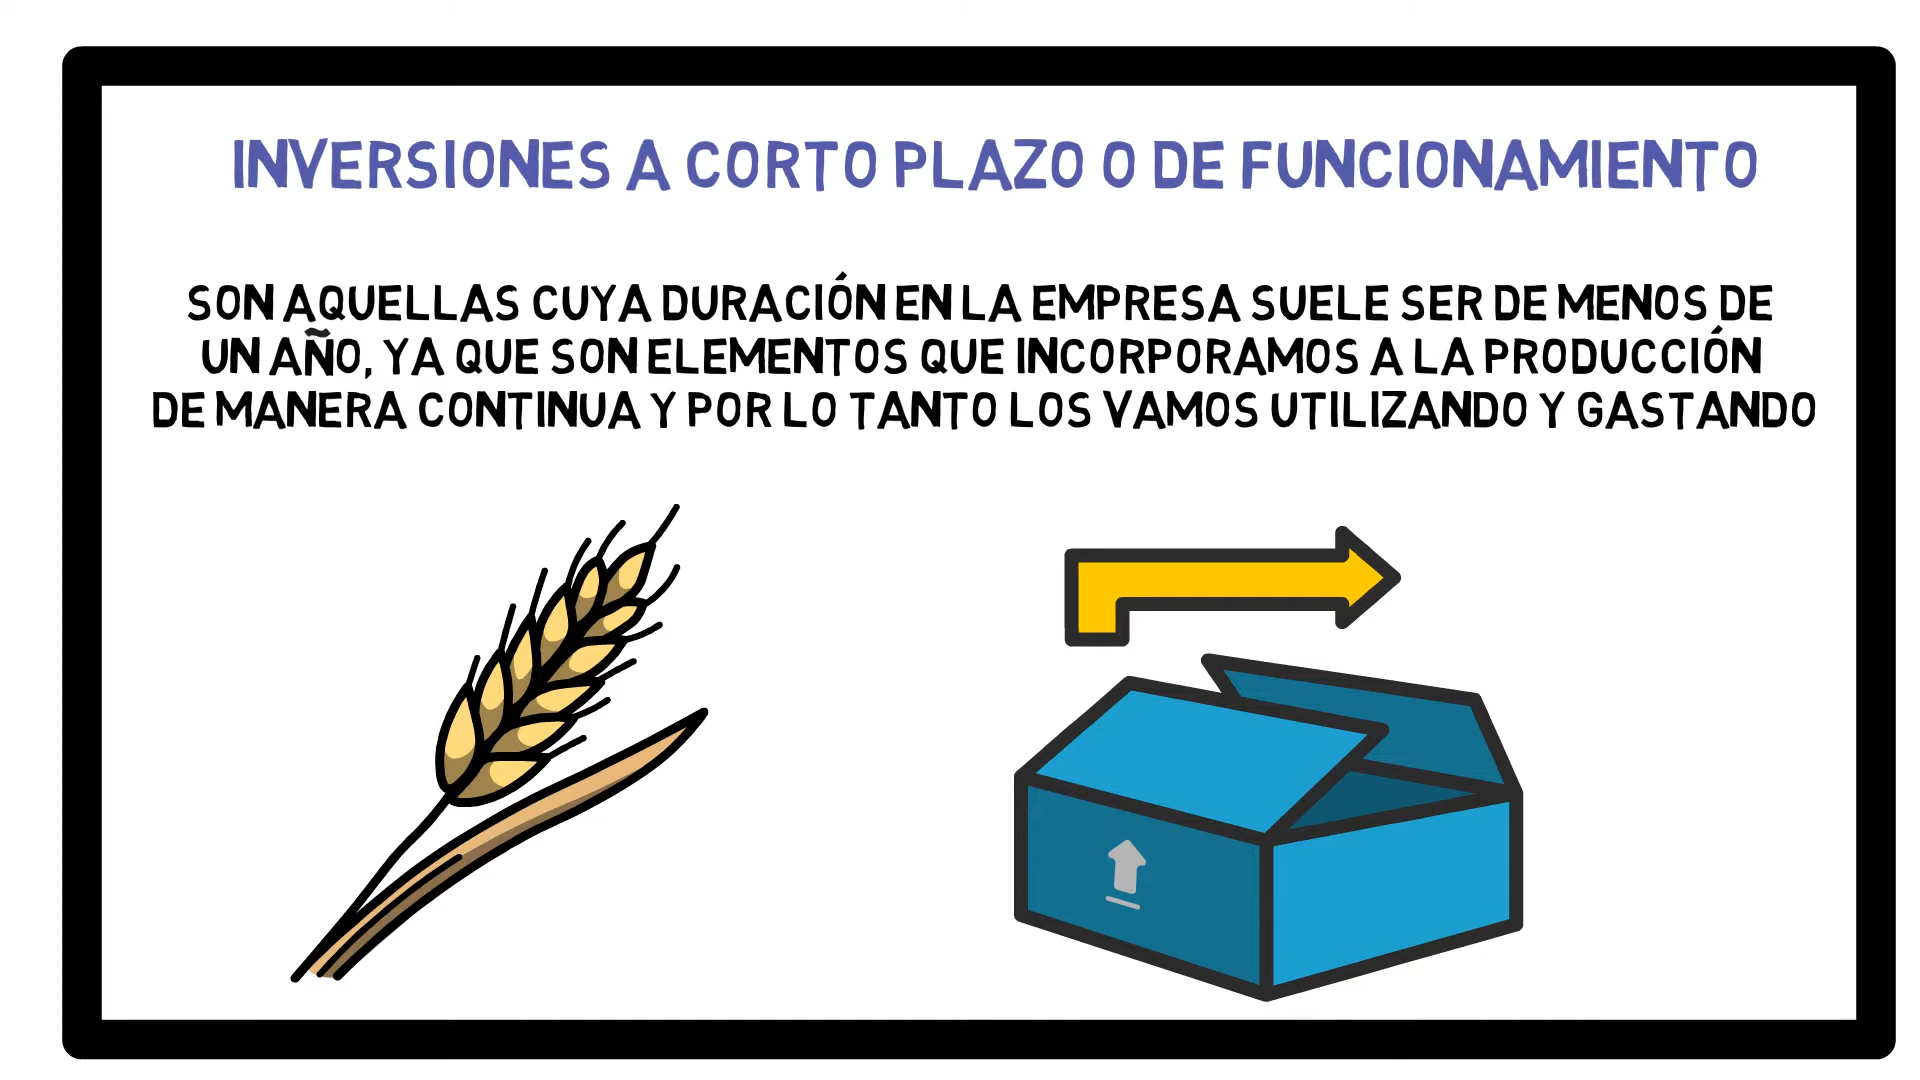 INVERSIONES A CORTO PLAZO O DE FUNCIONAMIENTO
SON AQUELLAS CUYA DURACIÓN EN LA EMPRESA SUELE SER DE MENOS DE
UN AÑO, YA QUE SON ELEMENTOS QUE INCORPORAMOS A LA PRODUCCIÓN
DE MANERA CONTINUA Y POR LO TANTO LOS VAMOS UTILIZANDO Y GASTANDO